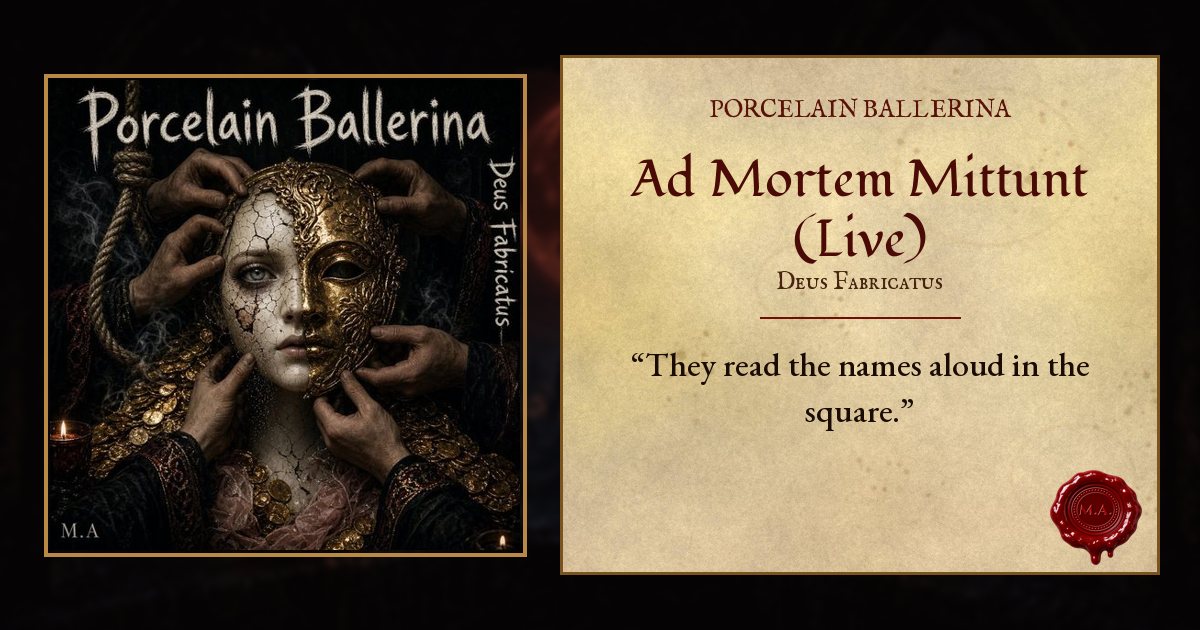 Porcelain Ballerina
Deus Fabricatus
M.A
PORCELAIN BALLERINA
Ad Mortem Mittunt
(Live)
Deus Fabricatus
“They read the names aloud in the
square.”
M.A.